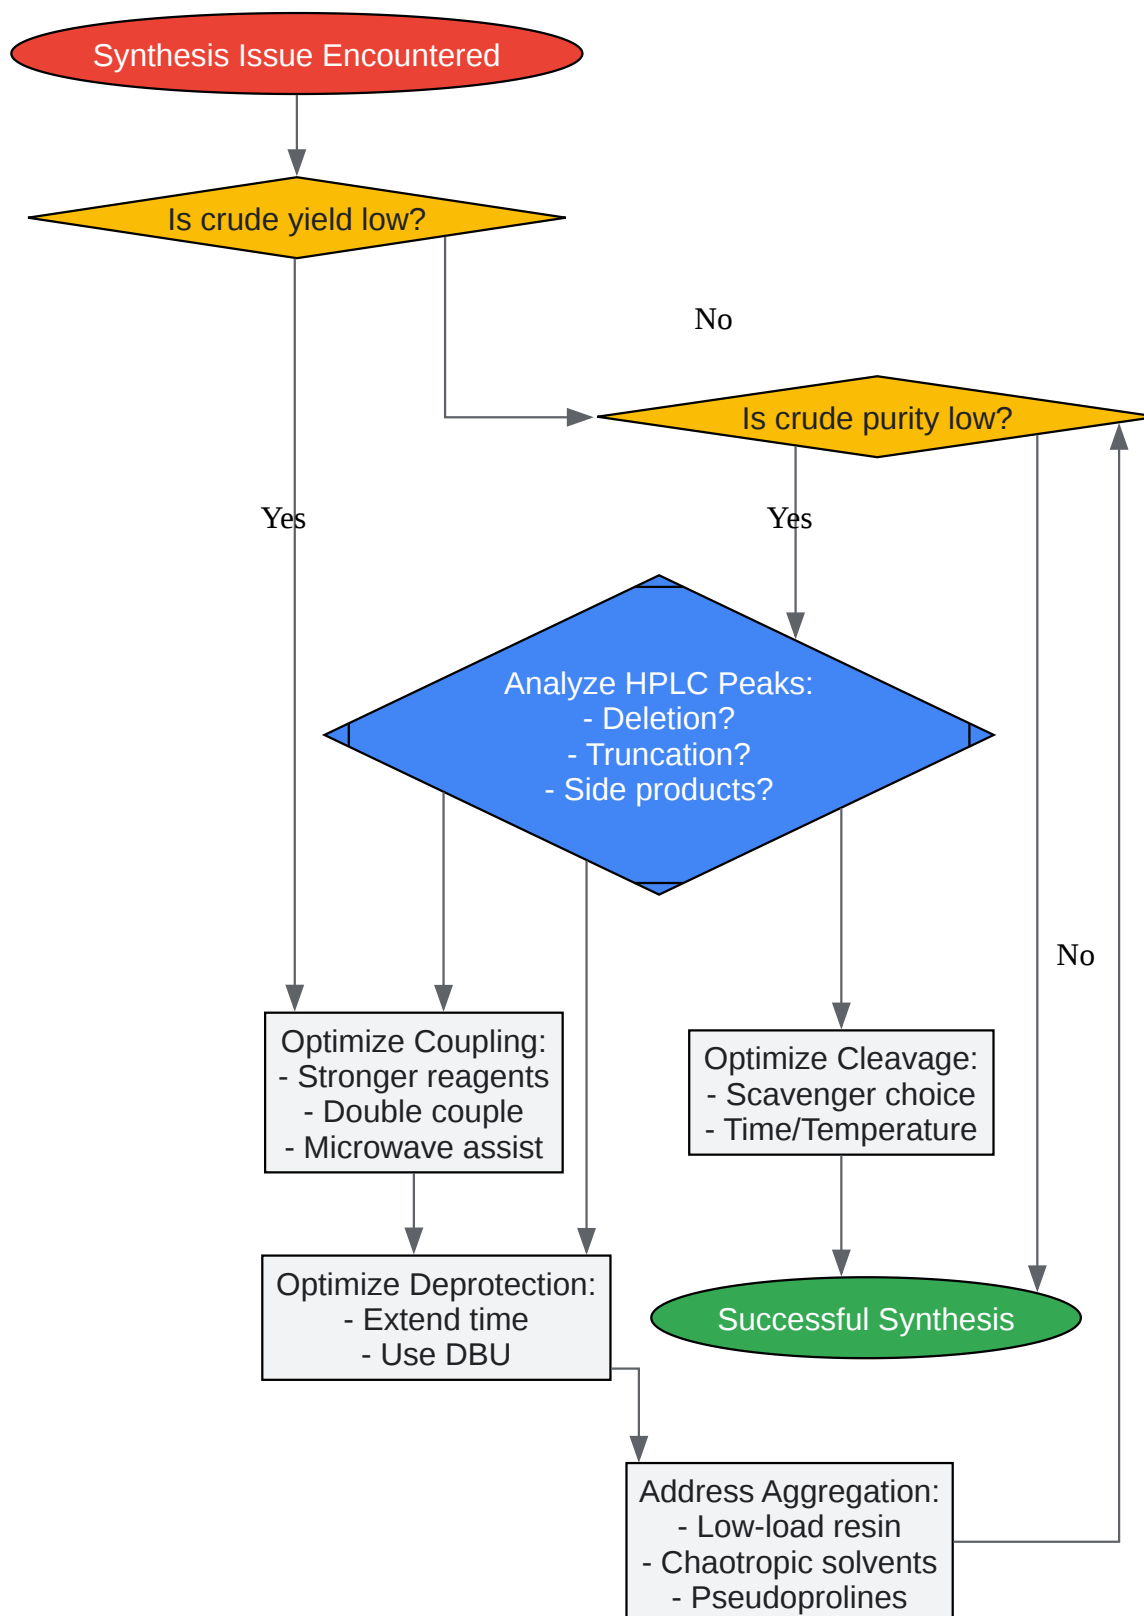 Synthesis Issue Encountered
Is crude yield low?
No
Is crude purity low?
Yes
Yes
Analyze HPLC Peaks:
- Deletion?
- Truncation?
- Side products?
No
Optimize Coupling:
- Stronger reagents
- Double couple
- Microwave assist
Optimize Cleavage:
- Scavenger choice
- Time/Temperature
Optimize Deprotection:
- Extend time
- Use DBU
Successful Synthesis
Address Aggregation:
- Low-load resin
- Chaotropic solvents
- Pseudoprolines